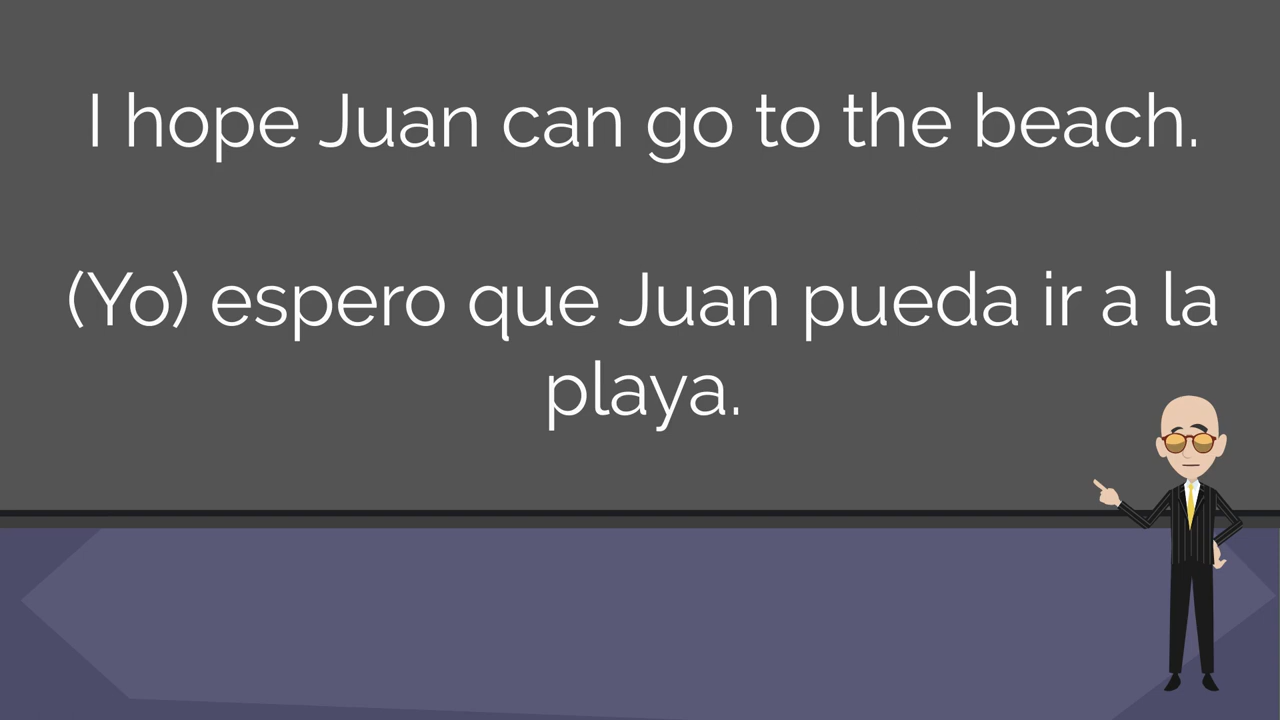 I hope Juan can go to the beach.
(Yo) espero que Juan pueda ir a la
playa.